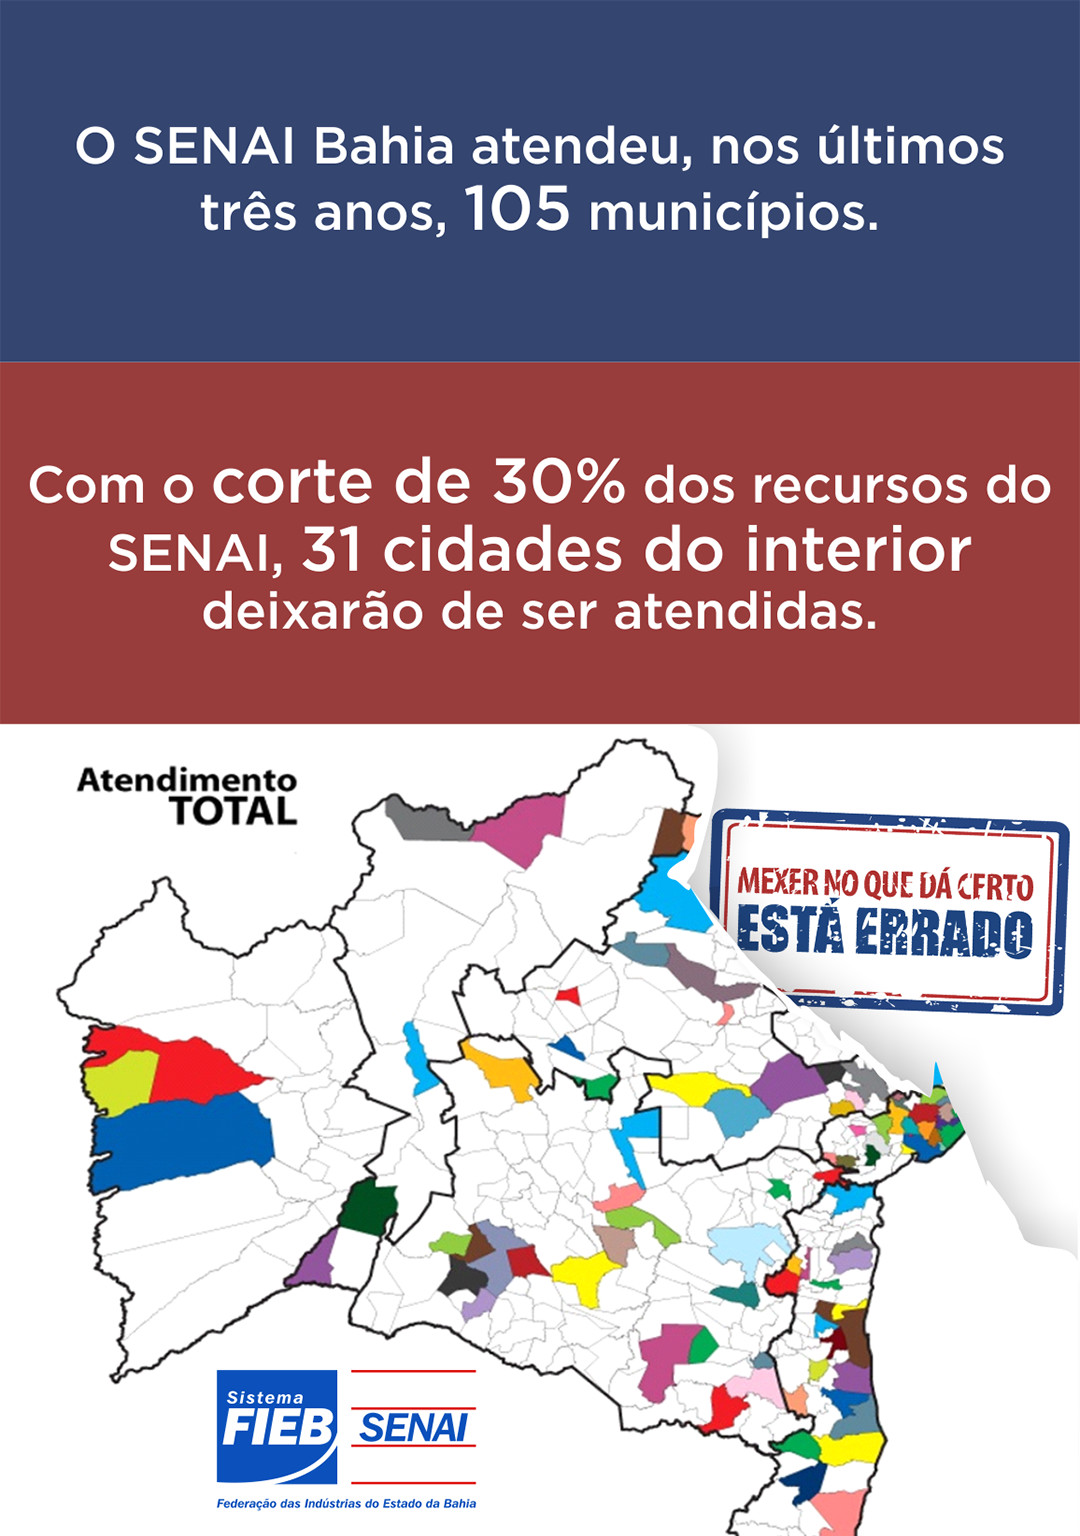 O SENAI Bahia atendeu, nos últimos
três anos, 105 municípios.
Com o corte de 30% dos recursos do
SENAI, 31 cidades do interior
deixarão de ser atendidas.
Atendimento
TOTAL
MEXER NO QUE DÁ CERTO
ESTÁ ERRADO
Sistema
FIEB
SENAI
Federação das Indústrias do Estado da Bahia